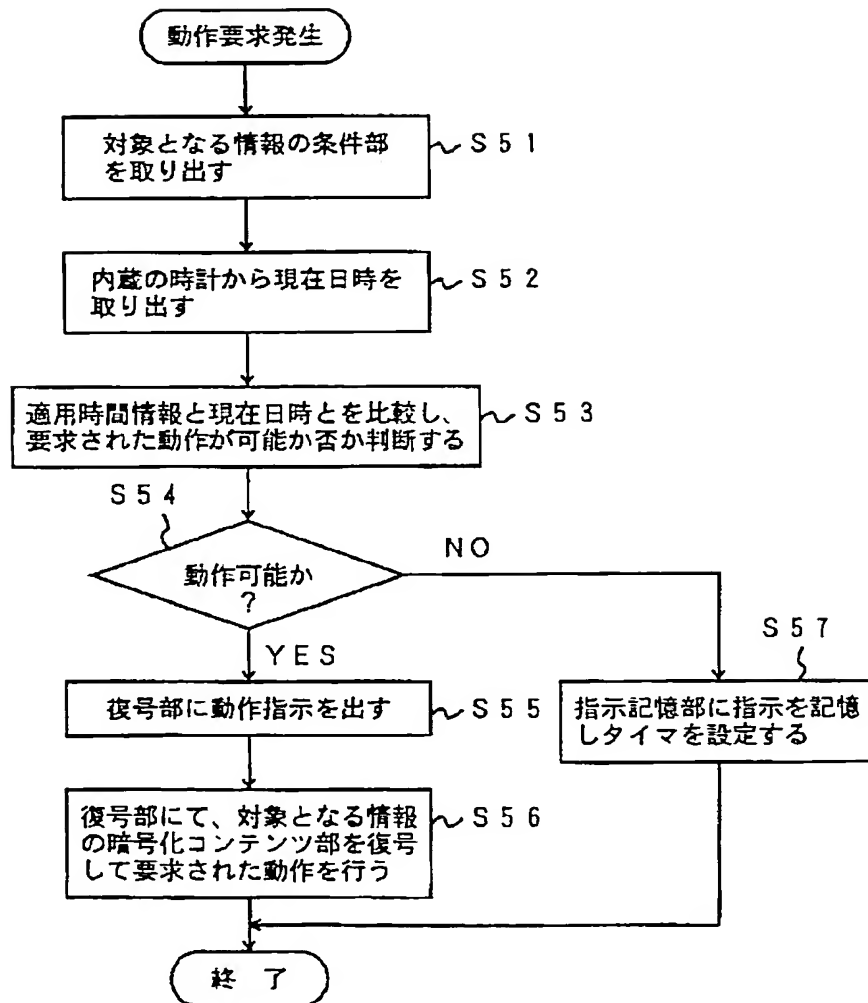 動作要求発生
対象となる情報の条件部
を取り出す
S51
内蔵の時計から現在日時を
取り出す
S52
適用時間情報と現在日時とを比較し、
要求された動作が可能か否か判断する
S53
S54
動作可能か
?
NO
YES
復号部に動作指示を出す
S55
S57
指示記憶部に指示を記憶
しタイマを設定する
復号部にて、対象となる情報
の暗号化コンテンツ部を復号
して要求された動作を行う
S56
終 了